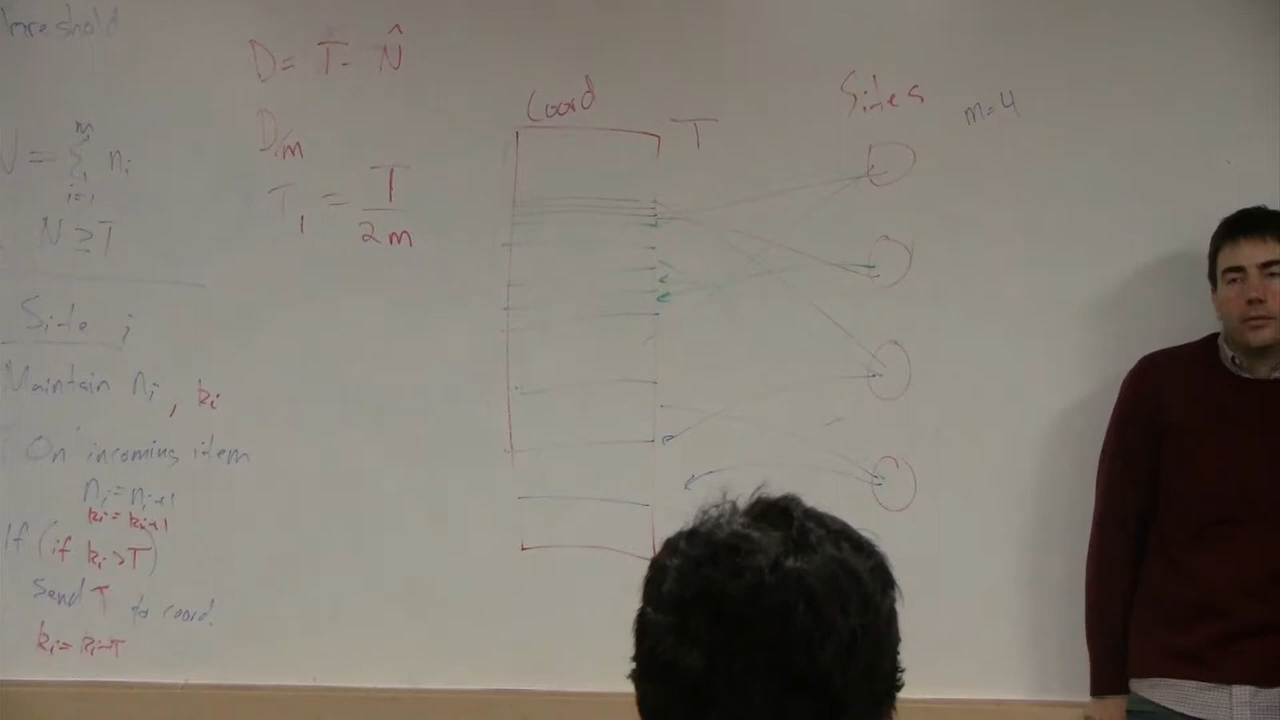 hreshold
N = Σ i=1 m n_i
N ≥ T
Site i
Maintain n_i, k_i
On incoming item
n_i = n_i+1
k_i = k_i+1
If (if k_i > T)
Send T to coord.
k_i = k_i-T
D = T - N̂
D/m
T_1 = T / 2m
Coord
T
Sites
m=4